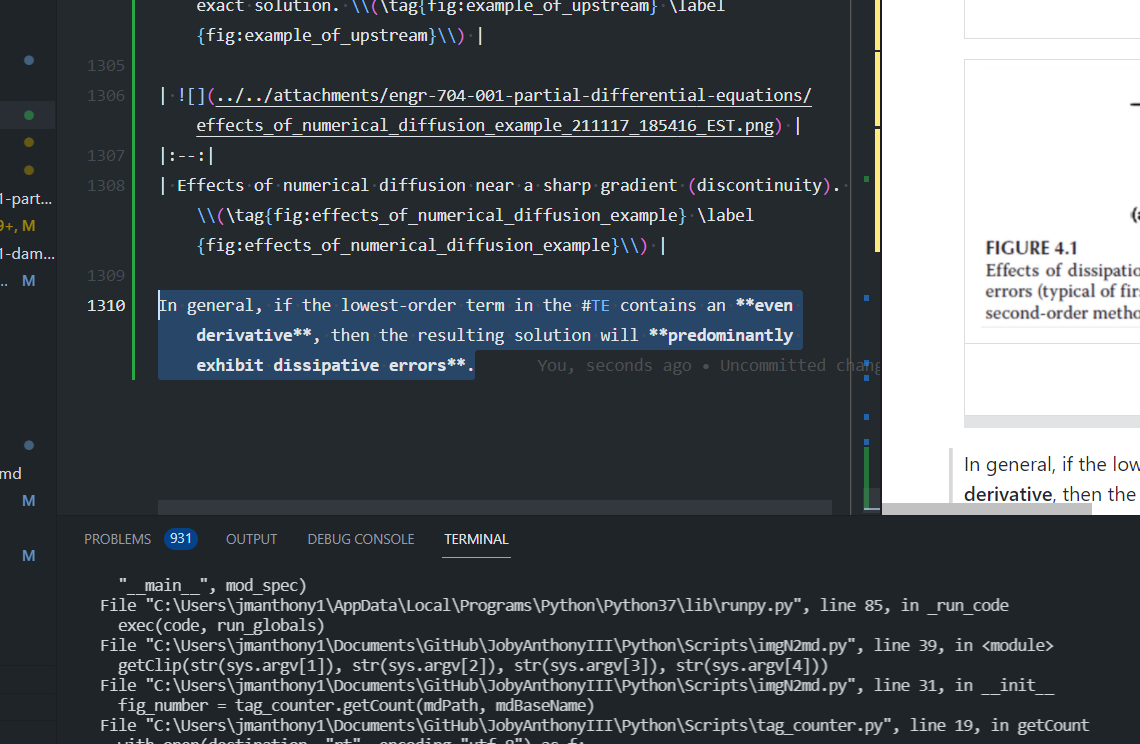 exact solution. \\(\tag{fig:example_of_upstream} \label
{fig:example_of_upstream}\\) |
1305
1306 | ![](../../attachments/engr-704-001-partial-differential-equations/
effects_of_numerical_diffusion_example_211117_185416_EST.png) |
1307 |:--:|
1308 | Effects of numerical diffusion near a sharp gradient (discontinuity).
\\(\tag{fig:effects_of_numerical_diffusion_example} \label
{fig:effects_of_numerical_diffusion_example}\\) |
1309
1310 In general, if the lowest-order term in the #TE contains an **even
derivative**, then the resulting solution will **predominantly
exhibit dissipative errors**. You, seconds ago • Uncommitted chang
1-part...
9+, M
1-dam...
.. M
md
M
M
FIGURE 4.1
Effects of dissipatio
errors (typical of fir
second-order metho
In general, if the low
derivative, then the
PROBLEMS 931 OUTPUT DEBUG CONSOLE TERMINAL
"__main__", mod_spec)
File "C:\Users\jmanthony1\AppData\Local\Programs\Python\Python37\lib\runpy.py", line 85, in _run_code
exec(code, run_globals)
File "C:\Users\jmanthony1\Documents\GitHub\JobyAnthonyIII\Python\Scripts\imgN2md.py", line 39, in <module>
getClip(str(sys.argv[1]), str(sys.argv[2]), str(sys.argv[3]), str(sys.argv[4]))
File "C:\Users\jmanthony1\Documents\GitHub\JobyAnthonyIII\Python\Scripts\imgN2md.py", line 31, in __init__
fig_number = tag_counter.getCount(mdPath, mdBaseName)
File "C:\Users\jmanthony1\Documents\GitHub\JobyAnthonyIII\Python\Scripts\tag_counter.py", line 19, in getCount
with open(destination, "rt", encoding="utf-8") as f: